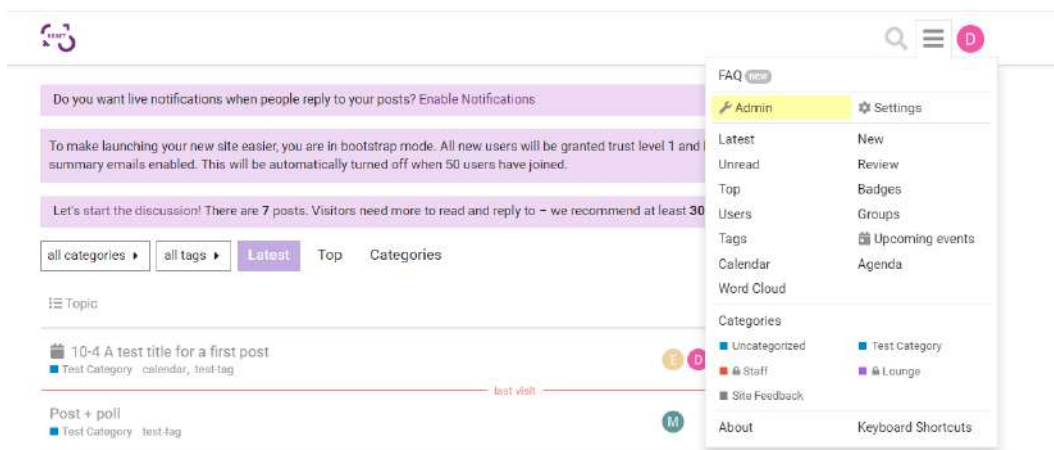 RESET
D
FAQ new
Do you want live notifications when people reply to your posts? Enable Notifications
Admin
Settings
To make launching your new site easier, you are in bootstrap mode. All new users will be granted trust level 1 and
summary emails enabled. This will be automatically turned off when 50 users have joined.
Let's start the discussion! There are 7 posts. Visitors need more to read and reply to – we recommend at least 30
Latest
New
Unread
Review
Top
Badges
Users
Groups
Tags
Upcoming events
Calendar
Agenda
Word Cloud
all categories
all tags
Latest
Top
Categories
Topic
10-4 A test title for a first post
Test Category calendar, test-tag
E
D
last visit
Post + poll
Test Category test-tag
M
Categories
Uncategorized
Test Category
Staff
Lounge
Site Feedback
About
Keyboard Shortcuts